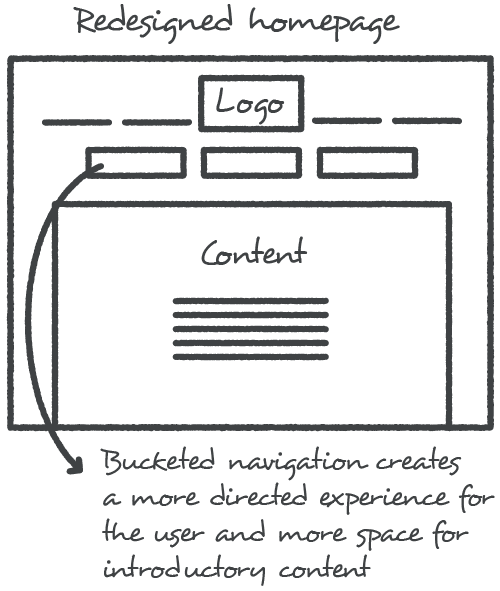 Redesigned homepage
Logo
Content
Bucketed navigation creates
a more directed experience for
the user and more space for
introductory content